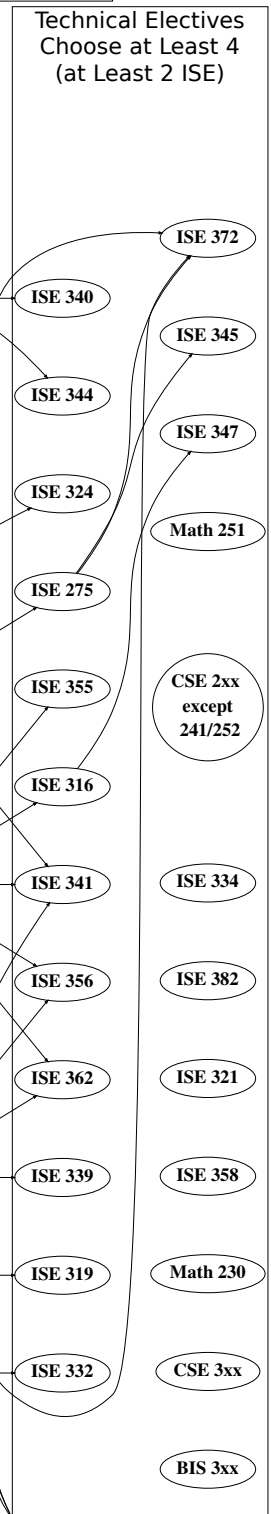 Technical Electives
Choose at Least 4
(at Least 2 ISE)
ISE 372
ISE 340
ISE 345
ISE 344
ISE 347
ISE 324
Math 251
ISE 275
ISE 355
CSE 2xx
except
241/252
ISE 316
ISE 341
ISE 334
ISE 356
ISE 382
ISE 362
ISE 321
ISE 339
ISE 358
ISE 319
Math 230
ISE 332
CSE 3xx
BIS 3xx